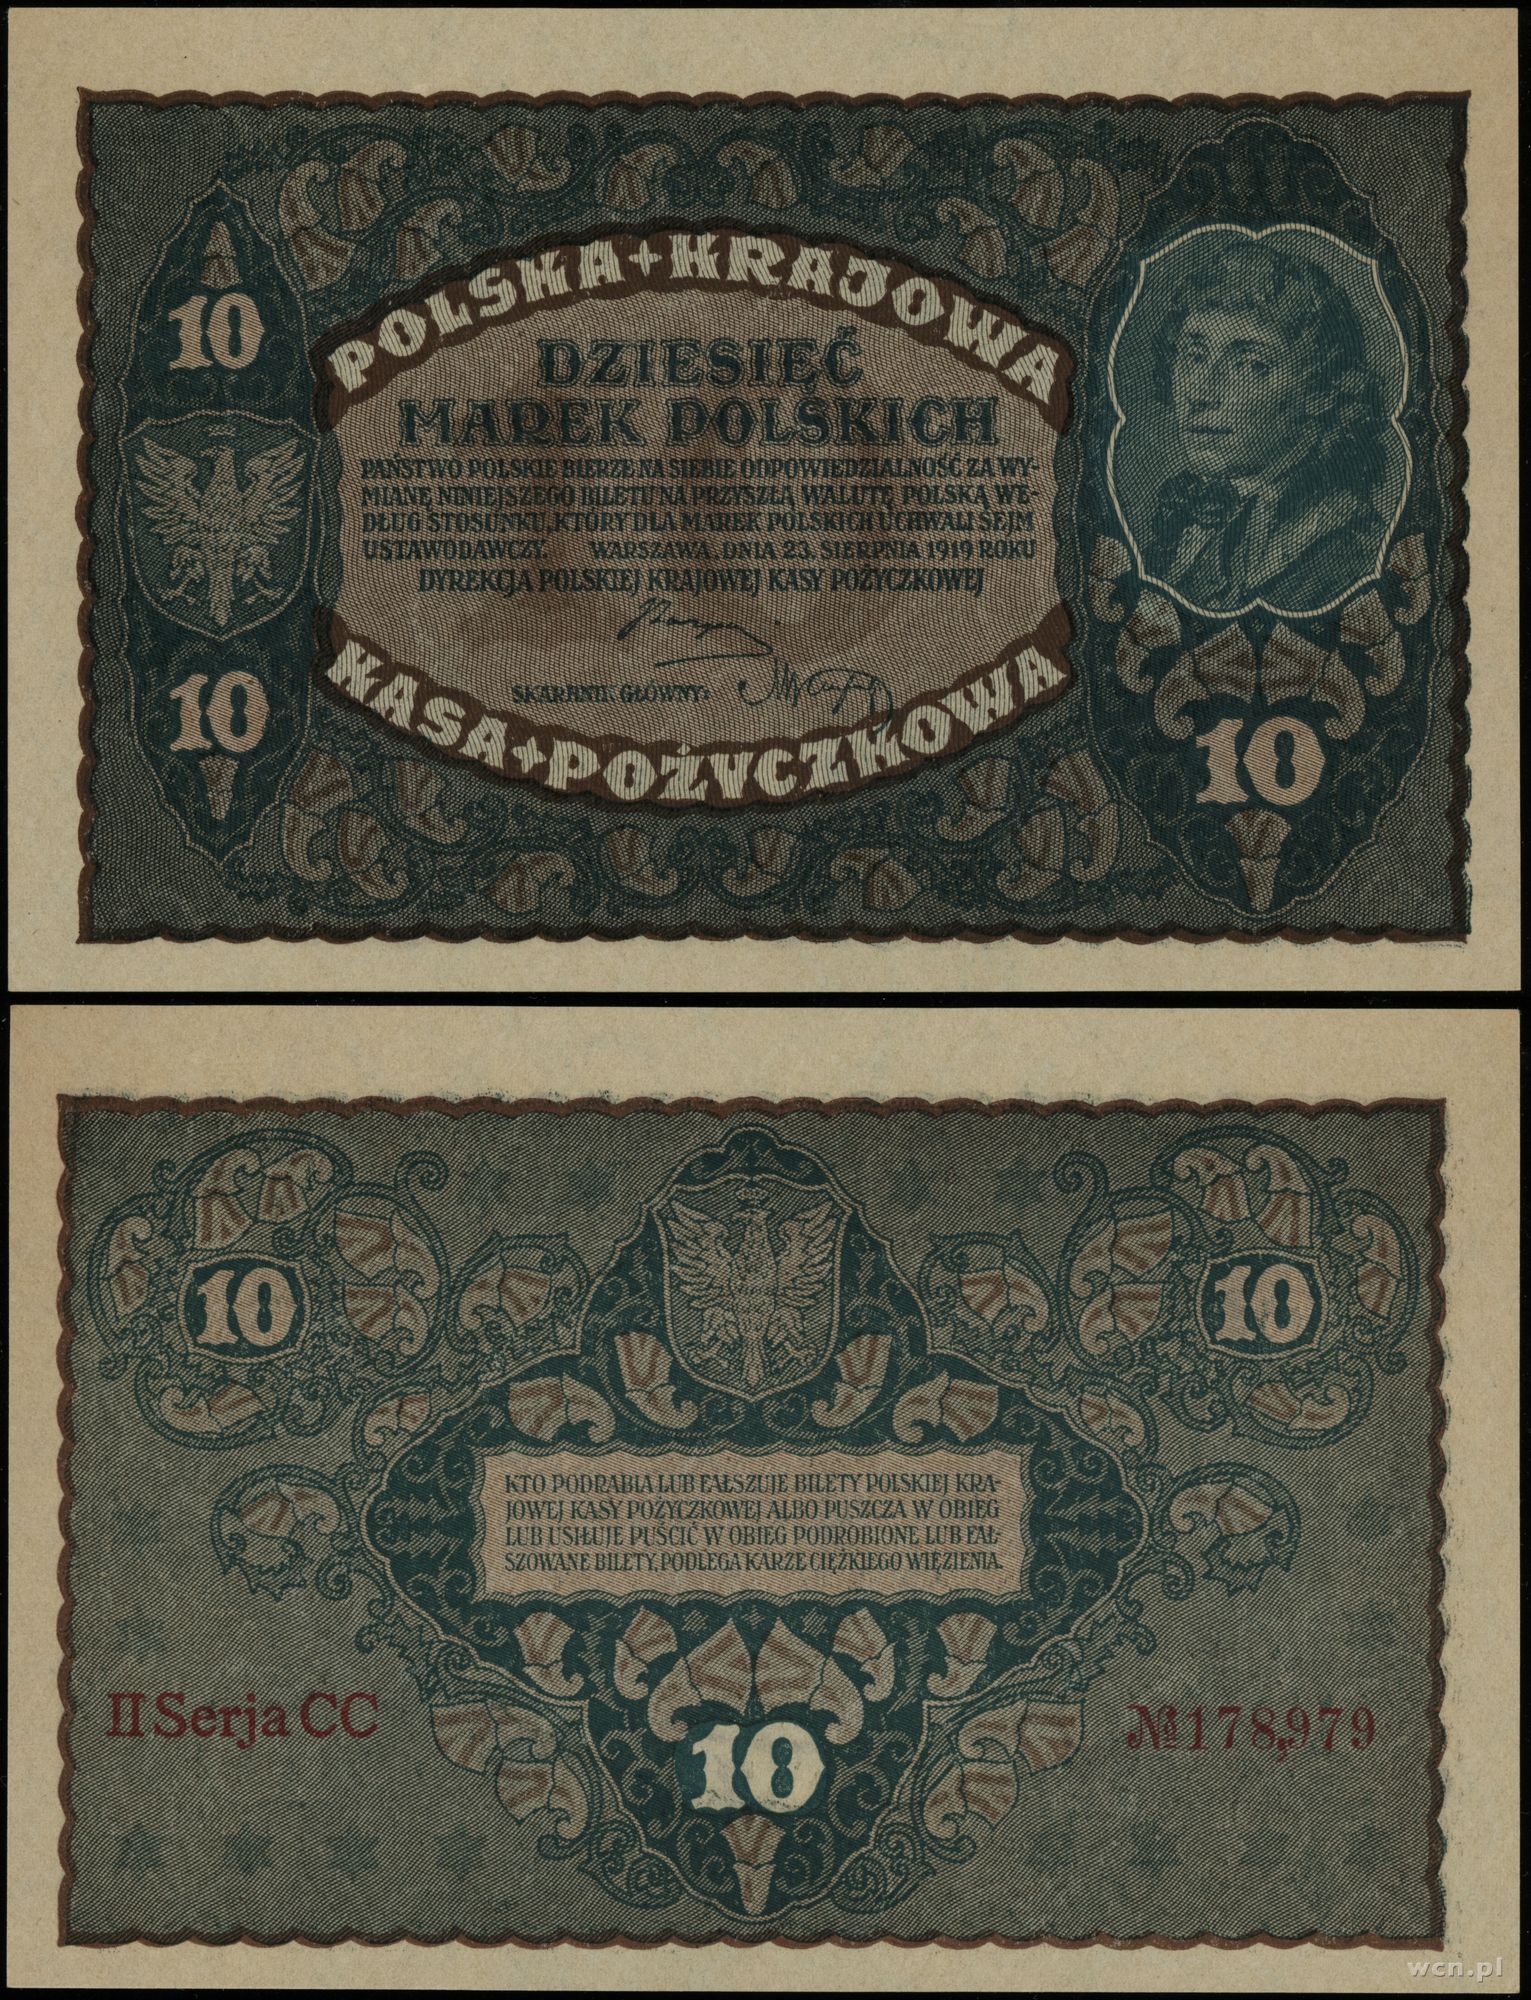 POLSKA+KRAJOWA
10
DZIESIĘĆ
MAREK POLSKICH
PAŃSTWO POLSKIE BIERZE NA SIEBIE ODPOWIEDZIALNOŚĆ ZA WY-
MIANĘ NINIEJSZEGO BILETU NA PRZYSZŁĄ WALUTĘ POLSKĄ WE-
DŁUG STOSUNKU, KTÓRY DLA MAREK POLSKICH UCHWALI SEJM
USTAWODAWCZY. WARSZAWA, DNIA 23. SIERPNIA 1919 ROKU
DYREKCJA POLSKIEJ KRAJOWEJ KASY POŻYCZKOWEJ
SKARBNIK GŁÓWNY:
10
10
KASA+POŻYCZKOWA
10
10
KTO PODRABIA LUB FAŁSZUJE BILETY POLSKIEJ KRA-
JOWEJ KASY POŻYCZKOWEJ ALBO PUSZCZA W OBIEG
LUB USIŁUJE PUŚCIĆ W OBIEG PODROBIONE LUB FAŁ-
SZOWANE BILETY, PODLEGA KARZE CIĘŻKIEGO WIĘZIENIA.
II Serja CC
№ 178,979
10
wcn.pl